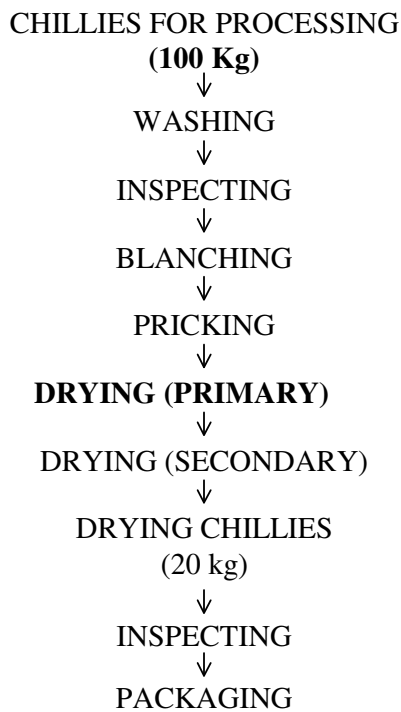 CHILLIES FOR PROCESSING
(100 Kg)
WASHING
INSPECTING
BLANCHING
PRICKING
DRYING (PRIMARY)
DRYING (SECONDARY)
DRYING CHILLIES
(20 kg)
INSPECTING
PACKAGING